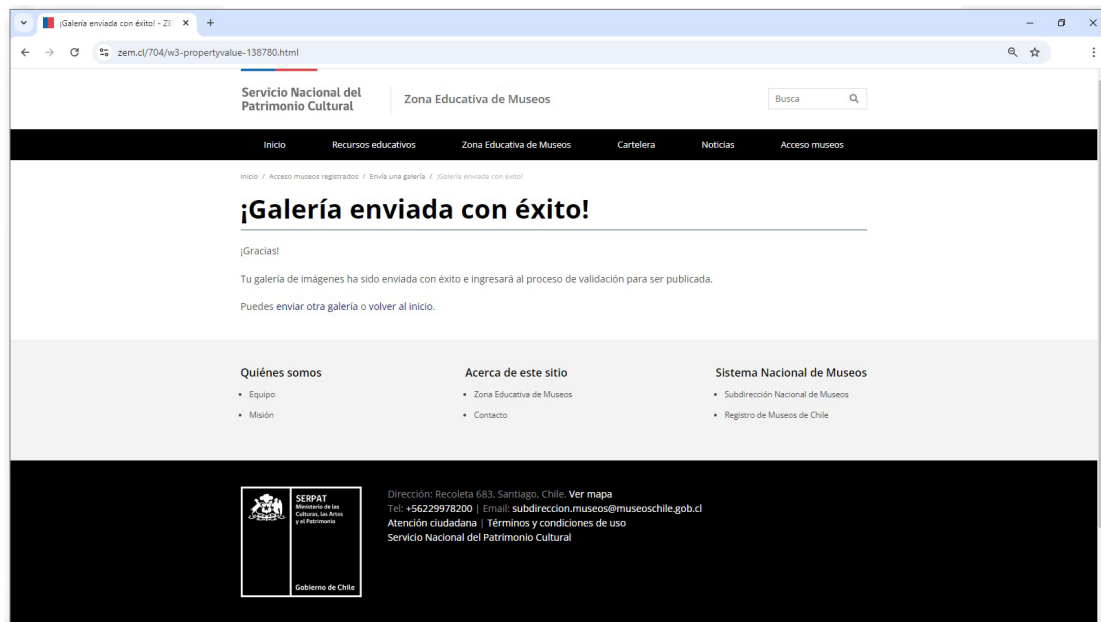 ¡Galería enviada con éxito! - ZE
zem.cl/704/w3-propertyvalue-138780.html
Servicio Nacional del
Patrimonio Cultural
Zona Educativa de Museos
Busca
Inicio Recursos educativos Zona Educativa de Museos Cartelera Noticias Acceso museos
Inicio / Acceso museos registrados / Envía una galería / ¡Galería enviada con éxito!
¡Galería enviada con éxito!
¡Gracias!
Tu galería de imágenes ha sido enviada con éxito e ingresará al proceso de validación para ser publicada.
Puedes enviar otra galería o volver al inicio.
Quiénes somos
• Equipo
• Misión
Acerca de este sitio
• Zona Educativa de Museos
• Contacto
Sistema Nacional de Museos
• Subdirección Nacional de Museos
• Registro de Museos de Chile
SERPAT
Ministerio de las
Culturas, las Artes
y el Patrimonio
Gobierno de Chile
Dirección: Recoleta 683, Santiago, Chile. Ver mapa
Tel: +56229978200 | Email: subdireccion.museos@museoschile.gob.cl
Atención ciudadana | Términos y condiciones de uso
Servicio Nacional del Patrimonio Cultural